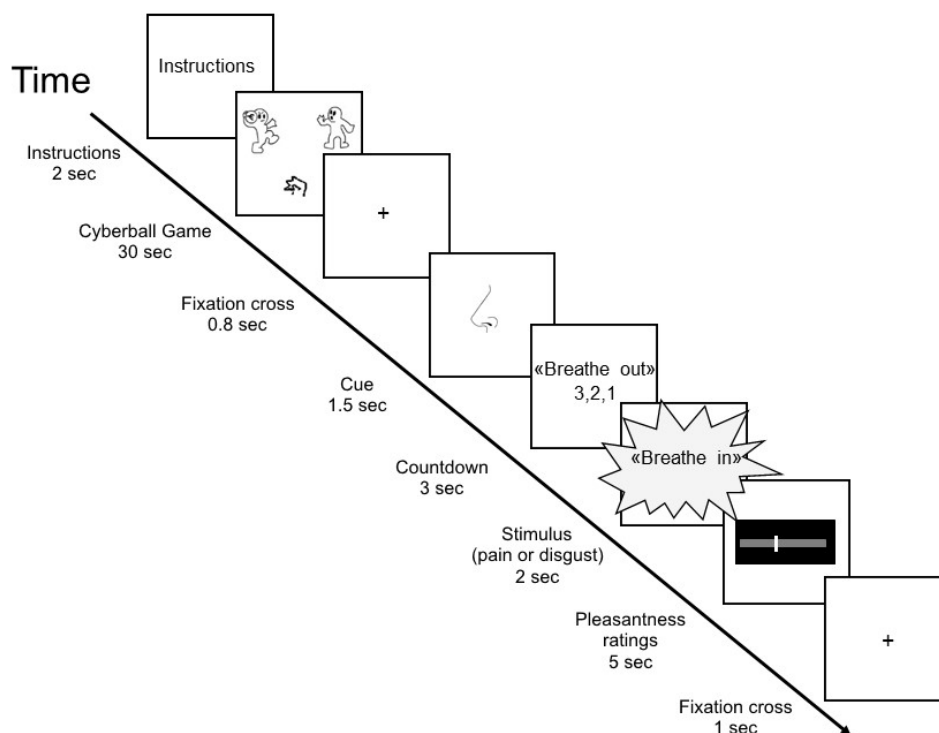 Instructions
Time
Instructions
2 sec
Cyberball Game
30 sec
+
Fixation cross
0.8 sec
Cue
1.5 sec
«Breathe out»
3,2,1
Countdown
3 sec
«Breathe in»
Stimulus
(pain or disgust)
2 sec
Pleasantness
ratings
5 sec
+
Fixation cross
1 sec